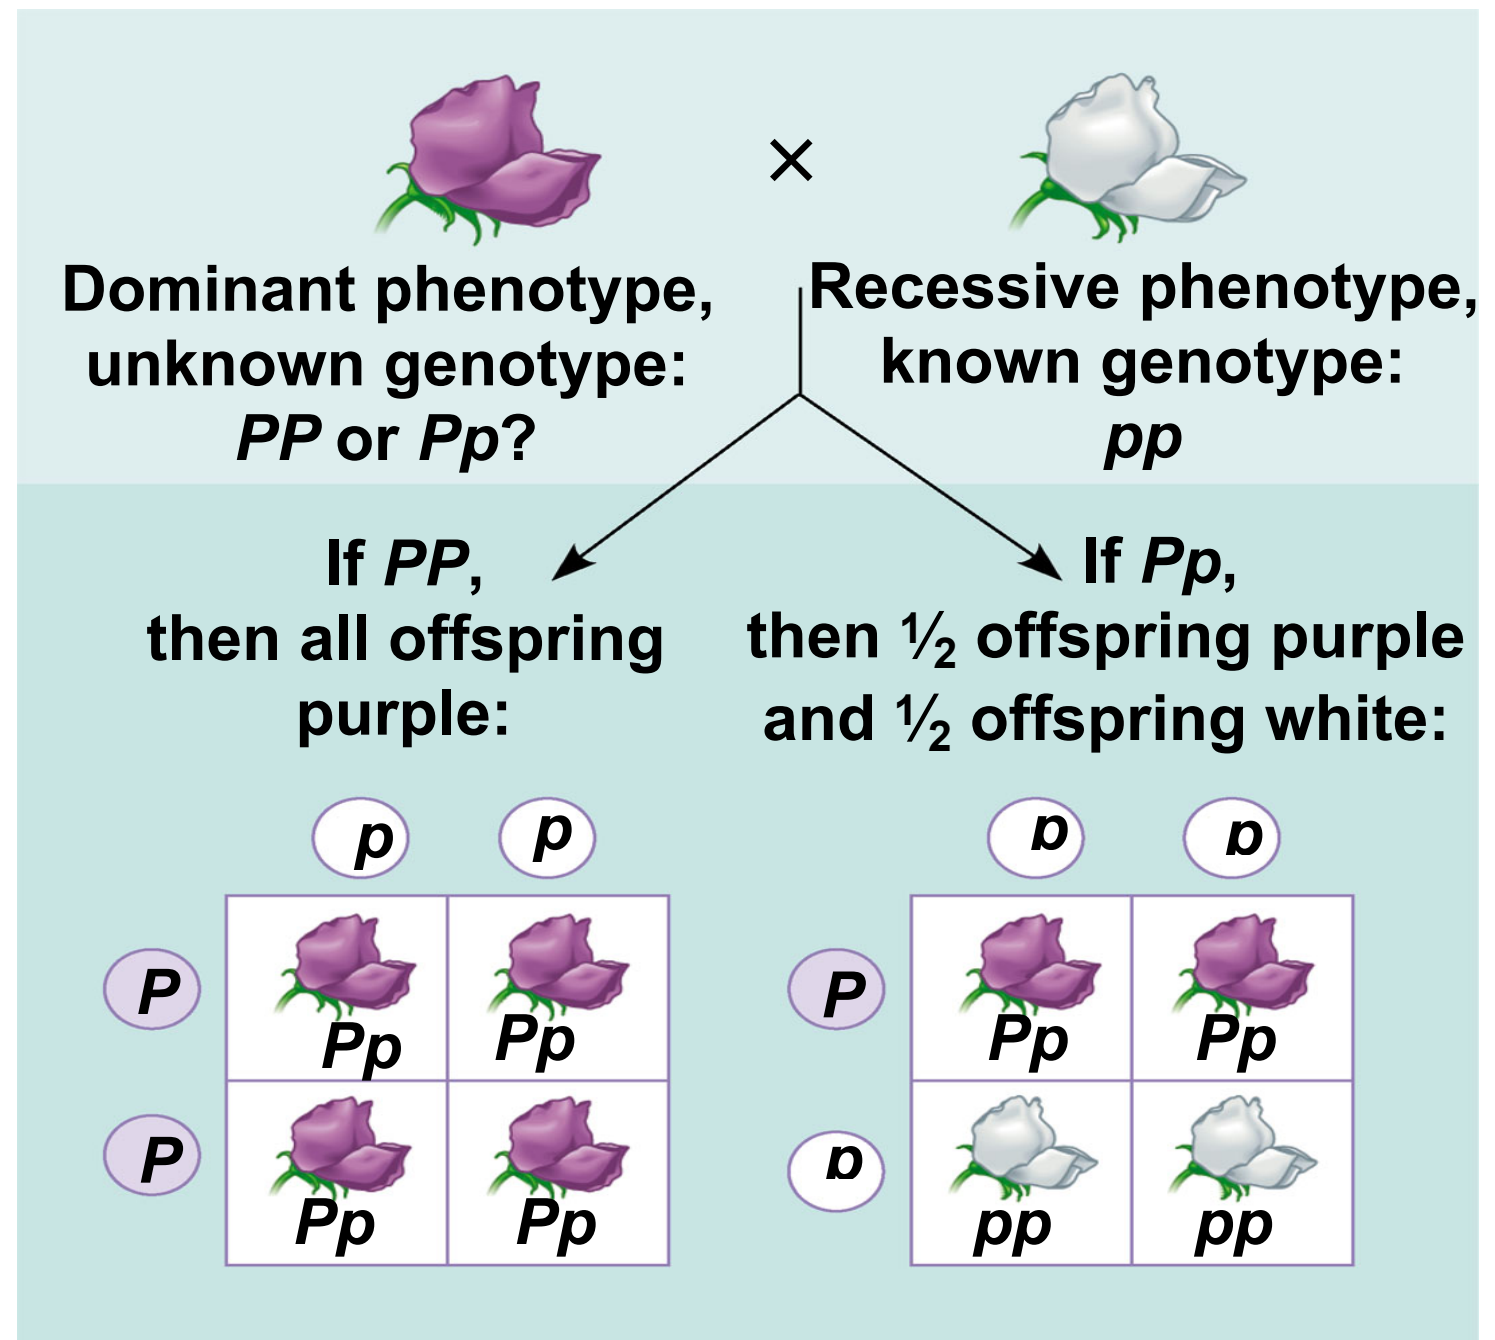 ×
Dominant phenotype,
unknown genotype:
PP or Pp?
Recessive phenotype,
known genotype:
pp
If PP,
then all offspring
purple:
If Pp,
then ½ offspring purple
and ½ offspring white:
p p
P Pp Pp
P Pp Pp
p p
P Pp Pp
p pp pp